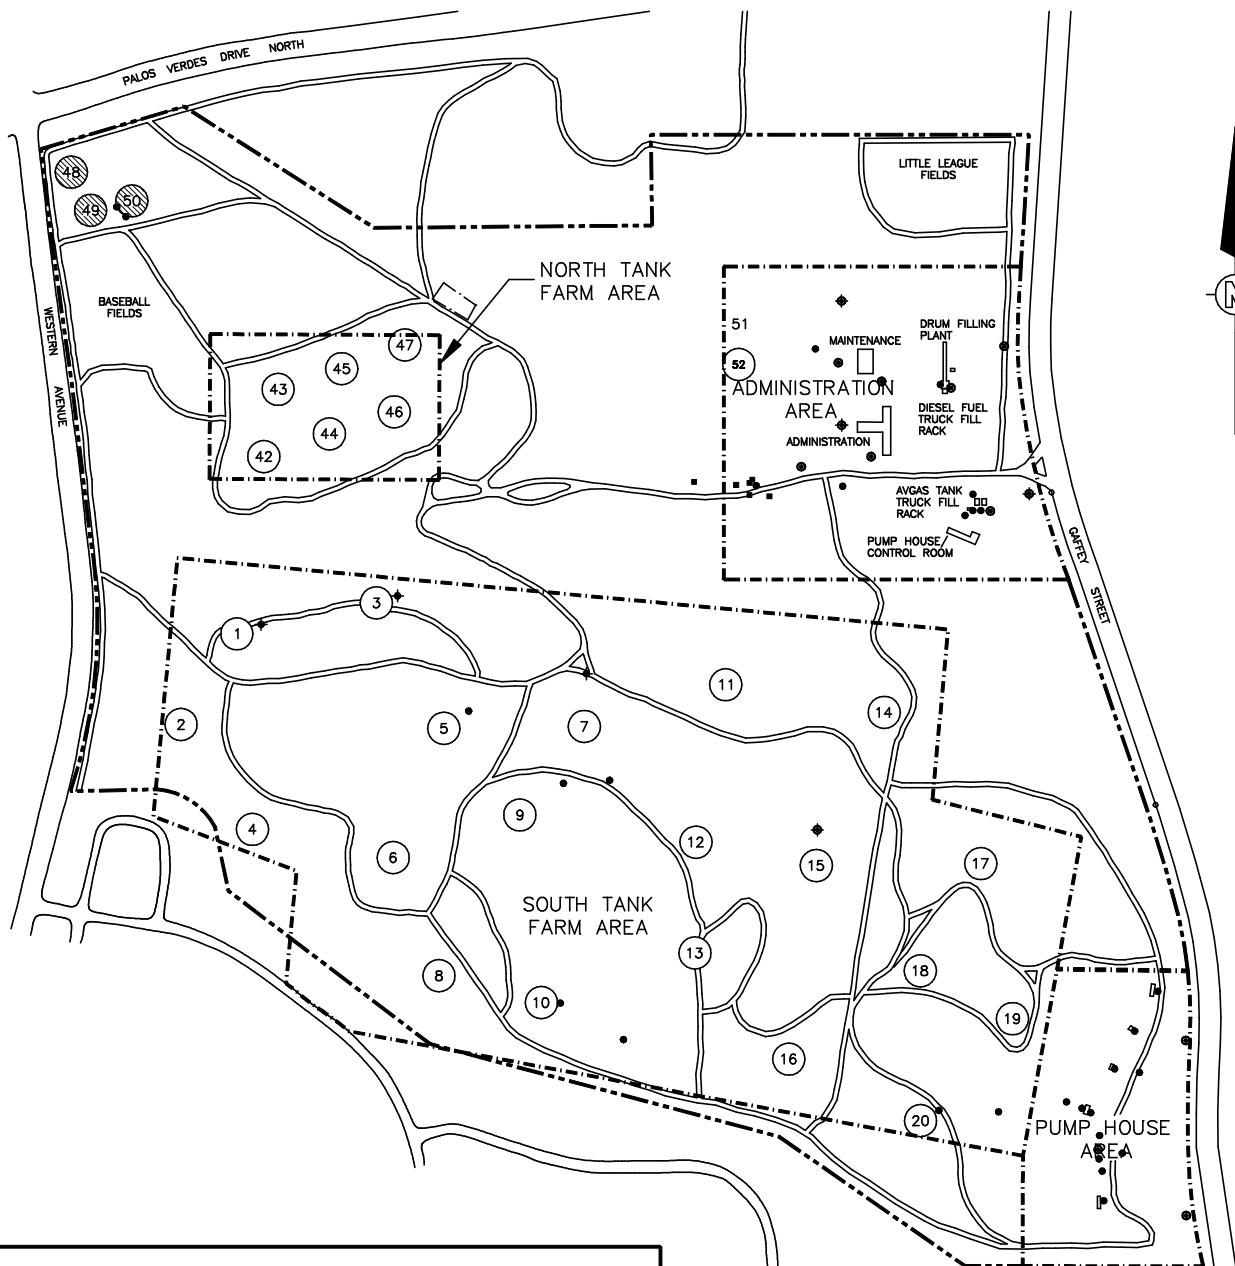 PALOS VERDES DRIVE NORTH
48
49
50
LITTLE LEAGUE
FIELDS
NORTH TANK
FARM AREA
BASEBALL
FIELDS
WESTERN AVENUE
47
45
43
46
44
42
51
52
MAINTENANCE
DRUM FILLING
PLANT
ADMINISTRATION
AREA
DIESEL FUEL
TRUCK FILL
RACK
ADMINISTRATION
AVGAS TANK
TRUCK FILL
RACK
PUMP HOUSE
CONTROL ROOM
GAFFEY STREET
N
1
3
2
5
7
11
14
4
6
9
12
15
17
SOUTH TANK
FARM AREA
8
10
13
18
19
16
20
PUMP HOUSE
AREA